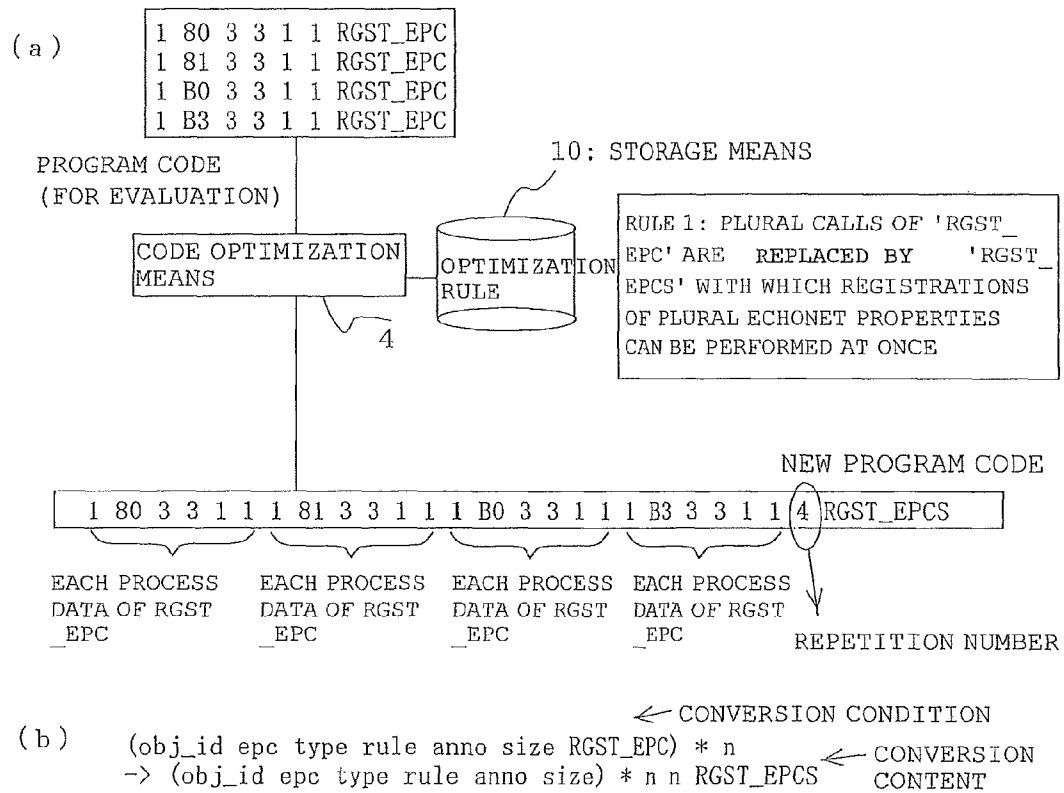 (a)
1 80 3 3 1 1 RGST_EPC
1 81 3 3 1 1 RGST_EPC
1 B0 3 3 1 1 RGST_EPC
1 B3 3 3 1 1 RGST_EPC
PROGRAM CODE
(FOR EVALUATION)
10: STORAGE MEANS
CODE OPTIMIZATION
MEANS
4
OPTIMIZATION
RULE
RULE 1: PLURAL CALLS OF 'RGST_
EPC' ARE REPLACED BY 'RGST_
EPCS' WITH WHICH REGISTRATIONS
OF PLURAL ECHONET PROPERTIES
CAN BE PERFORMED AT ONCE
NEW PROGRAM CODE
1 80 3 3 1 1 1 81 3 3 1 1 1 B0 3 3 1 1 1 B3 3 3 1 1 4 RGST_EPCS
EACH PROCESS
DATA OF RGST
_EPC
EACH PROCESS
DATA OF RGST
_EPC
EACH PROCESS
DATA OF RGST
_EPC
EACH PROCESS
DATA OF RGST
_EPC
REPETITION NUMBER
(b)
CONVERSION CONDITION
(obj_id epc type rule anno size RGST_EPC) * n
-> (obj_id epc type rule anno size) * n n RGST_EPCS
CONVERSION
CONTENT